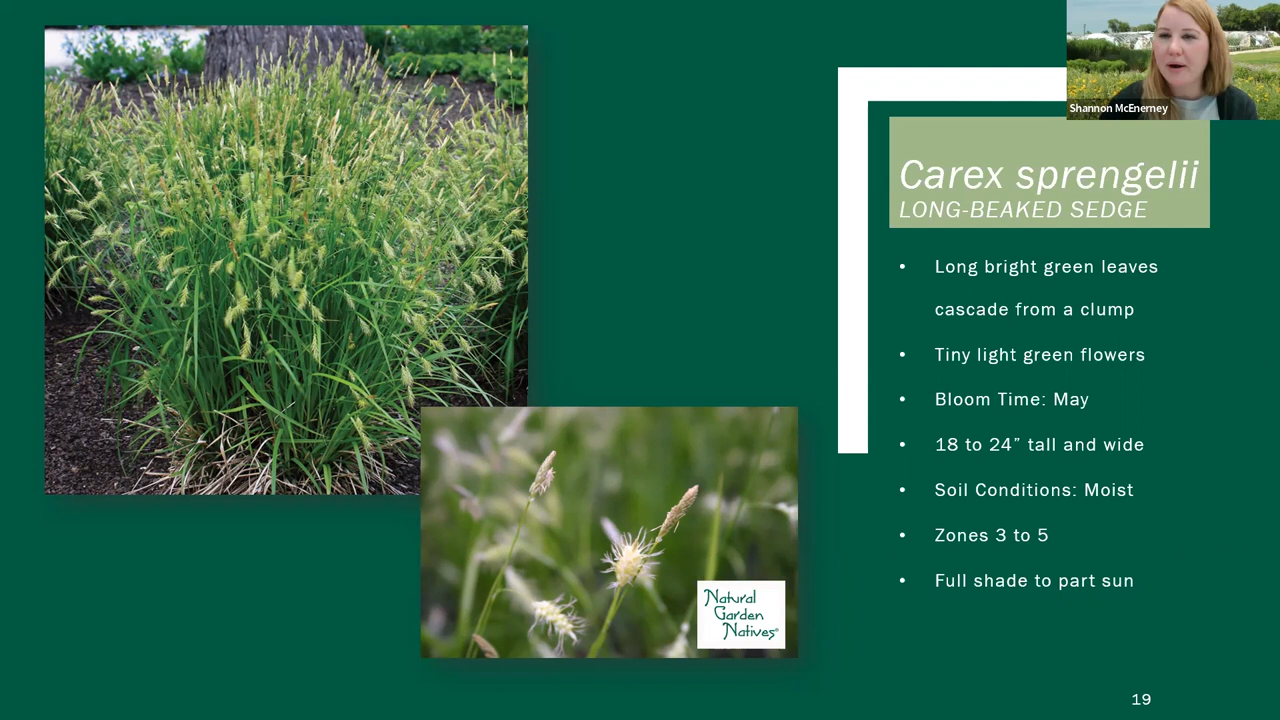 Shannon McEnerney
Carex sprengelii
LONG-BEAKED SEDGE
• Long bright green leaves
cascade from a clump
• Tiny light green flowers
• Bloom Time: May
• 18 to 24” tall and wide
• Soil Conditions: Moist
• Zones 3 to 5
• Full shade to part sun
Natural
Garden
Natives®
19